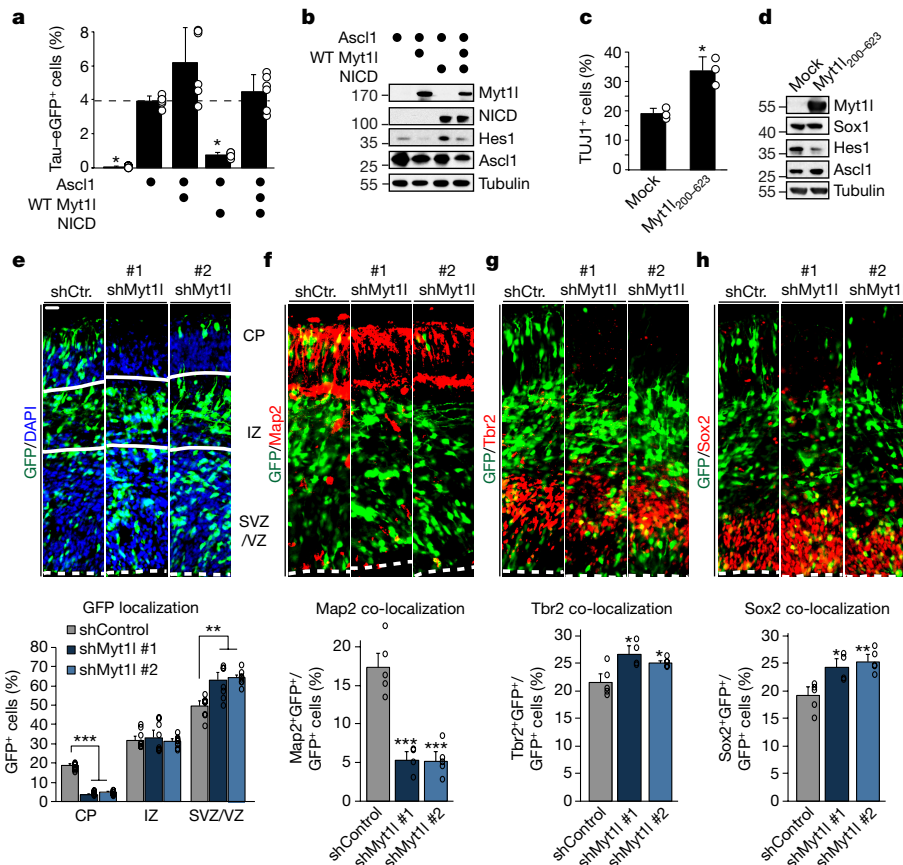 a
Tau–eGFP⁺ cells (%)
12
8
4
0
*
*
Ascl1
WT Myt1l
NICD
b
Ascl1
WT Myt1l
NICD
170
Myt1l
100
NICD
35
Hes1
25
Ascl1
55
Tubulin
c
TUJ1⁺ cells (%)
40
30
20
10
0
*
Mock
Myt1l₂₀₀₋₆₂₃
d
Mock
Myt1l₂₀₀₋₆₂₃
55
Myt1l
40
Sox1
35
Hes1
25
Ascl1
55
Tubulin
e
shCtr.
#1
shMyt1l
#2
shMyt1l
GFP/DAPI
CP
IZ
SVZ
/VZ
f
shCtr.
#1
shMyt1l
#2
shMyt1l
GFP/Map2
g
shCtr.
#1
shMyt1l
#2
shMyt1l
GFP/Tbr2
h
shCtr.
#1
shMyt1l
#2
shMyt1
GFP/Sox2
GFP localization
shControl
shMyt1l #1
shMyt1l #2
GFP⁺ cells (%)
80
70
60
50
40
30
20
10
0
***
**
CP
IZ
SVZ/VZ
Map2 co-localization
Map2⁺GFP⁺/
GFP⁺ cells (%)
20
15
10
5
0
***
***
shControl
shMyt1l #1
shMyt1l #2
Tbr2 co-localization
Tbr2⁺GFP⁺/
GFP⁺ cells (%)
30
25
20
15
10
5
0
*
*
shControl
shMyt1l #1
shMyt1l #2
Sox2 co-localization
Sox2⁺GFP⁺/
GFP⁺ cells (%)
30
25
20
15
10
5
0
*
**
shControl
shMyt1l #1
shMyt1l #2